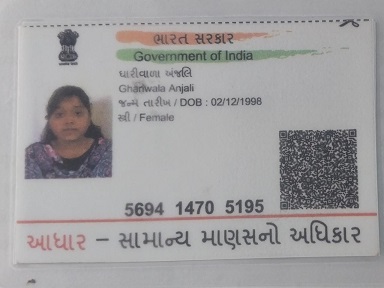 ભારત સરકાર
Government of India
ઘારીવાળા અંજલિ
Ghariwala Anjali
જન્મ તારીખ / DOB : 02/12/1998
સ્ત્રી / Female
5694 1470 5195
આધાર – સામાન્ય માણસનો અધિકાર